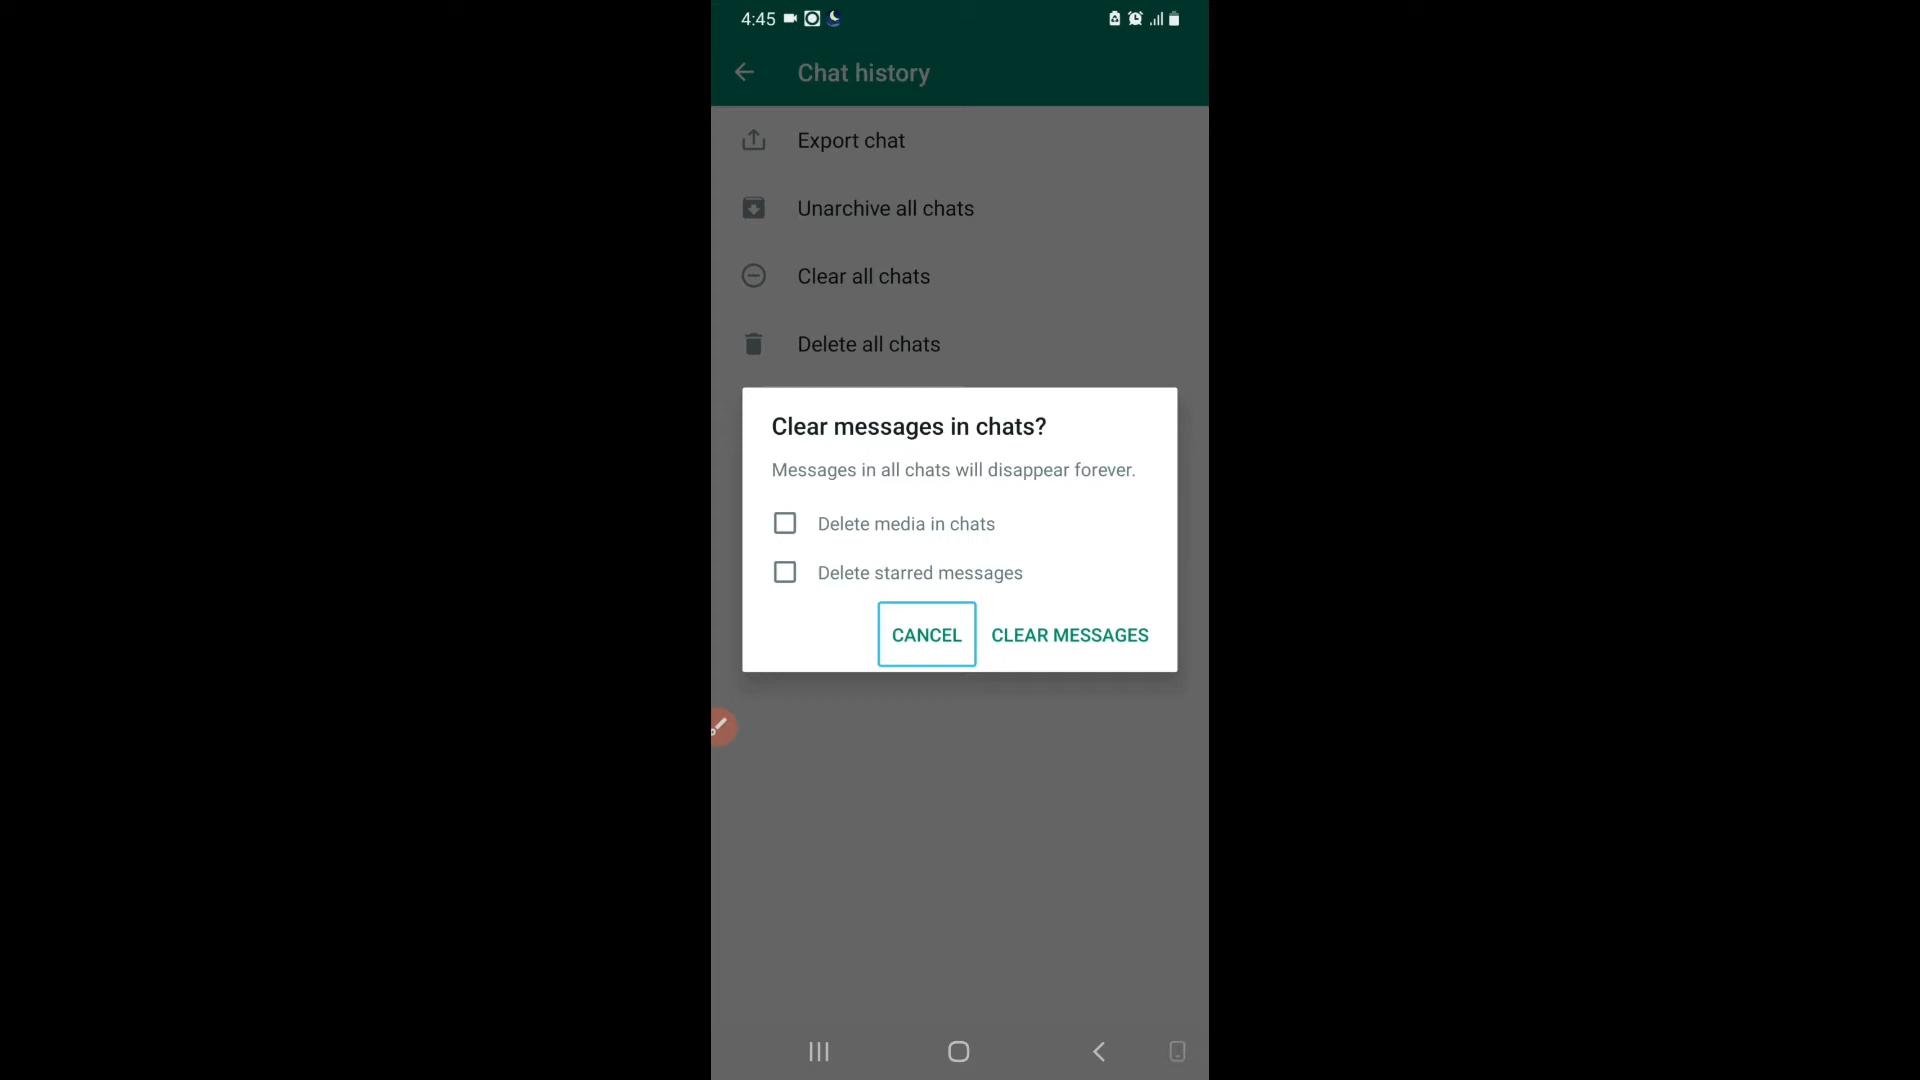 4:45
Chat history
Export chat
Unarchive all chats
Clear all chats
Delete all chats
Clear messages in chats?
Messages in all chats will disappear forever.
Delete media in chats
Delete starred messages
CANCEL CLEAR MESSAGES